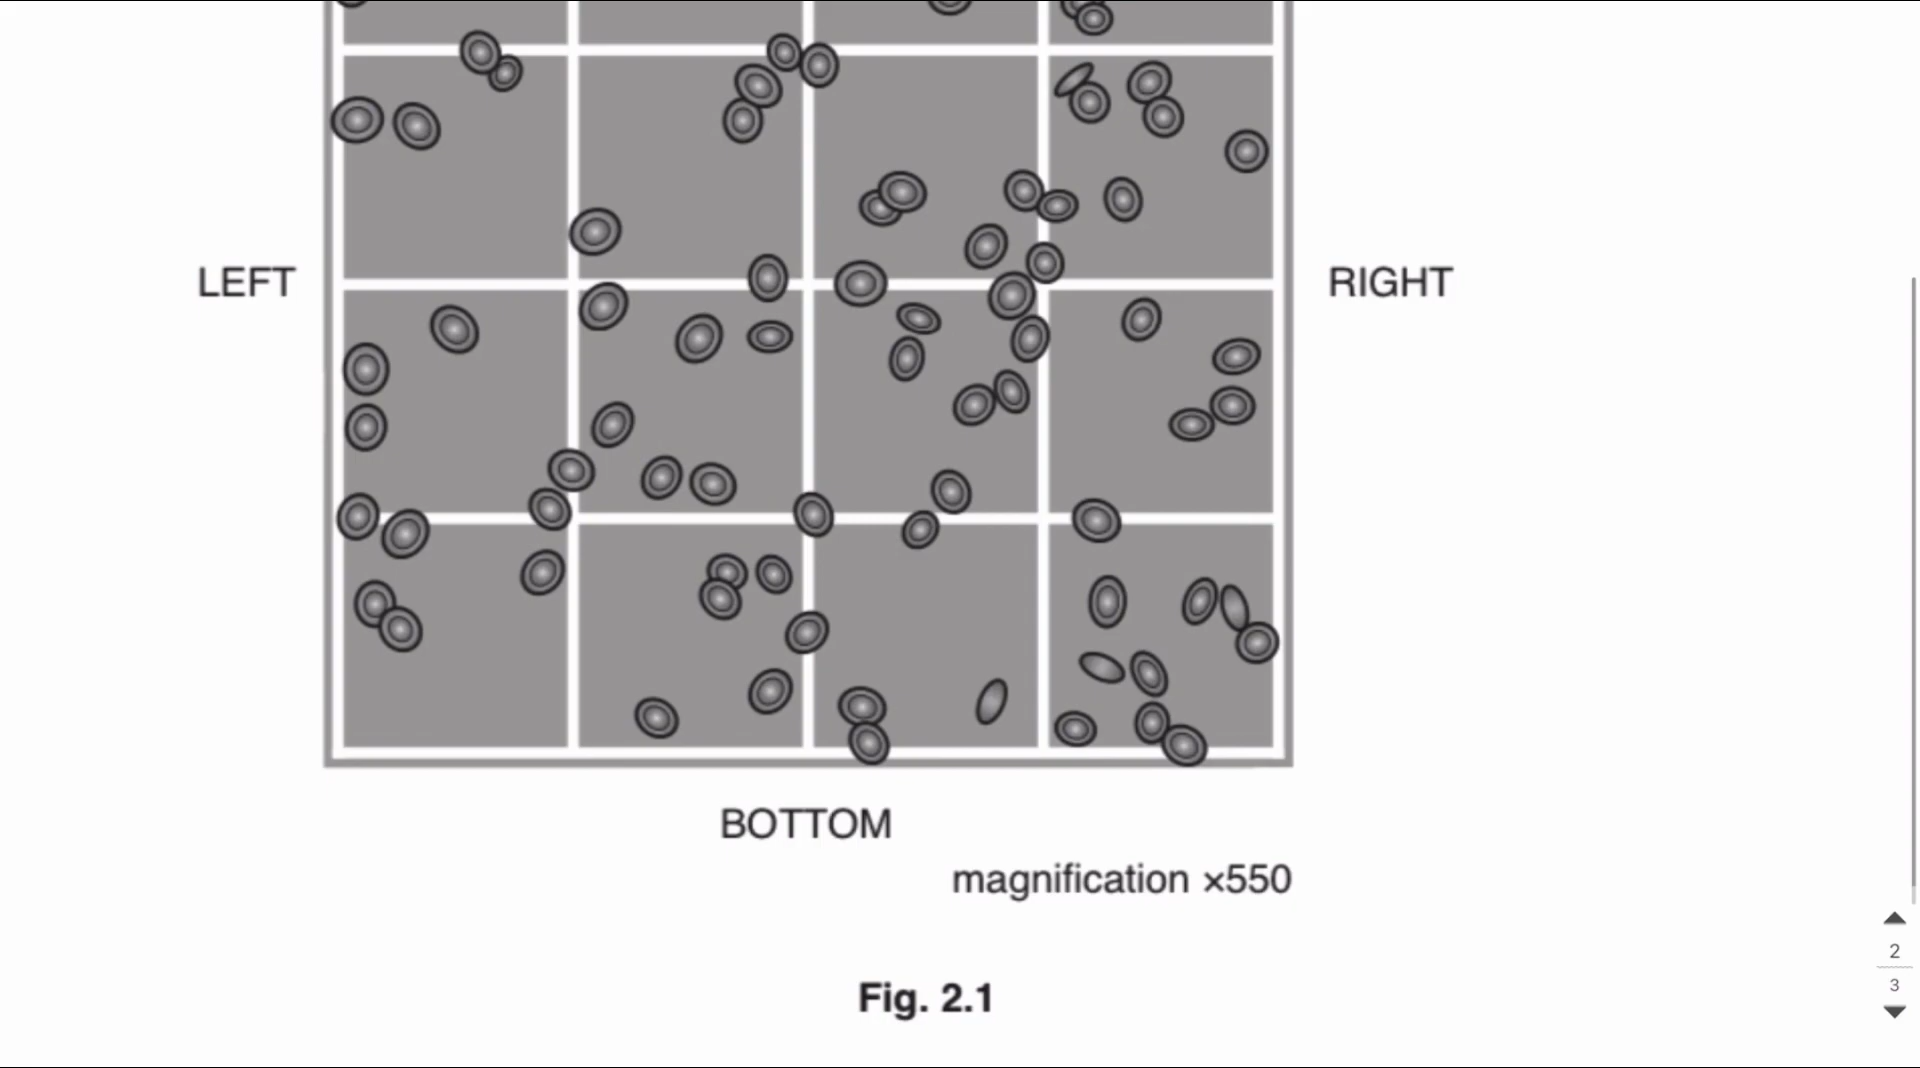 LEFT
RIGHT
BOTTOM
magnification ×550
2
3
Fig. 2.1